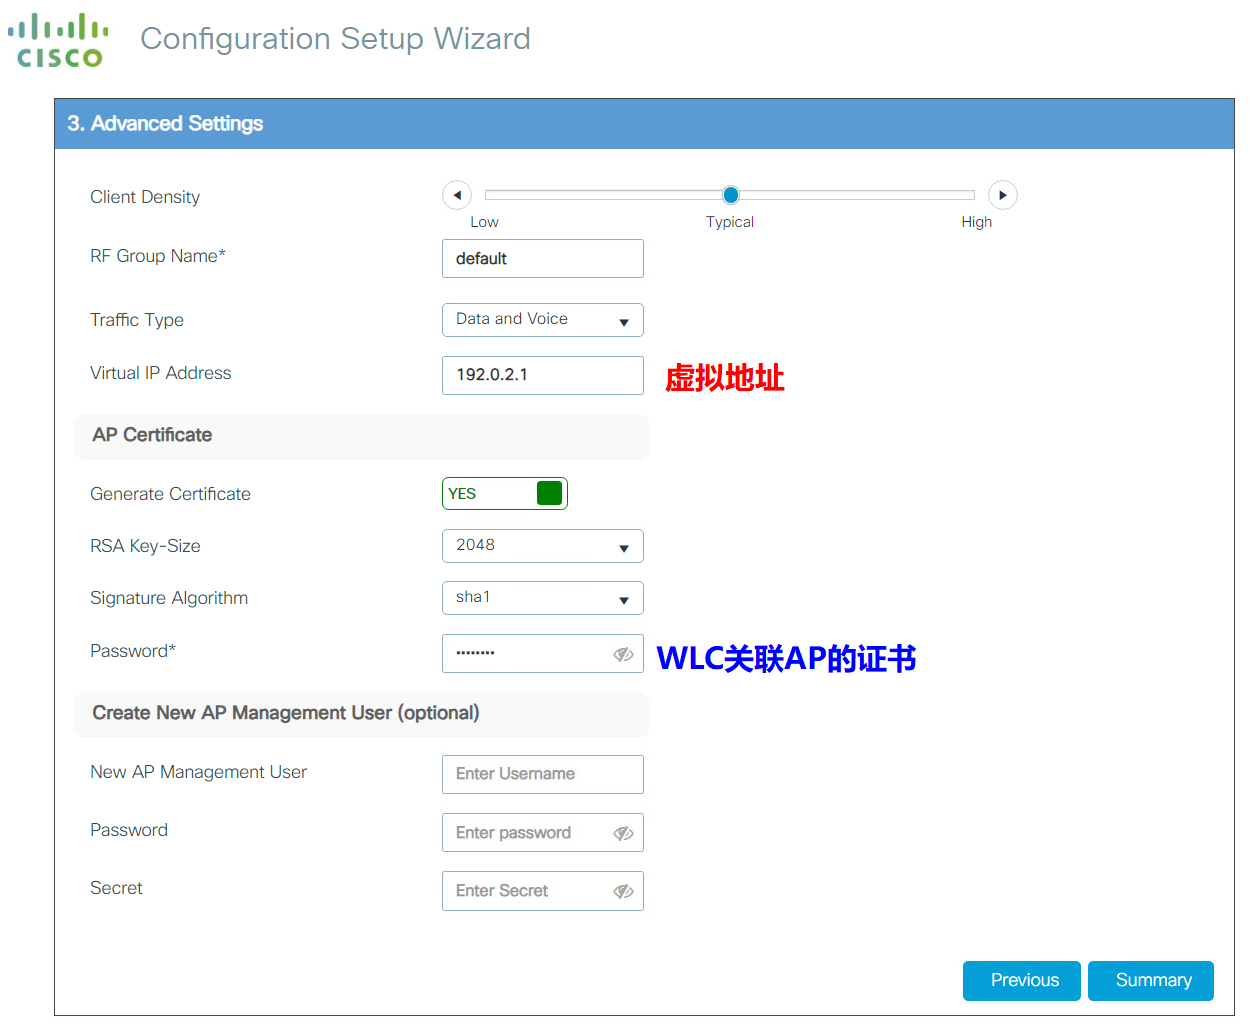 CISCO
Configuration Setup Wizard
3. Advanced Settings
Client Density
Low Typical High
RF Group Name* default
Traffic Type Data and Voice
Virtual IP Address 192.0.2.1 虚拟地址
AP Certificate
Generate Certificate YES
RSA Key-Size 2048
Signature Algorithm sha1
Password* ········ WLC关联AP的证书
Create New AP Management User (optional)
New AP Management User Enter Username
Password Enter password
Secret Enter Secret
Previous Summary